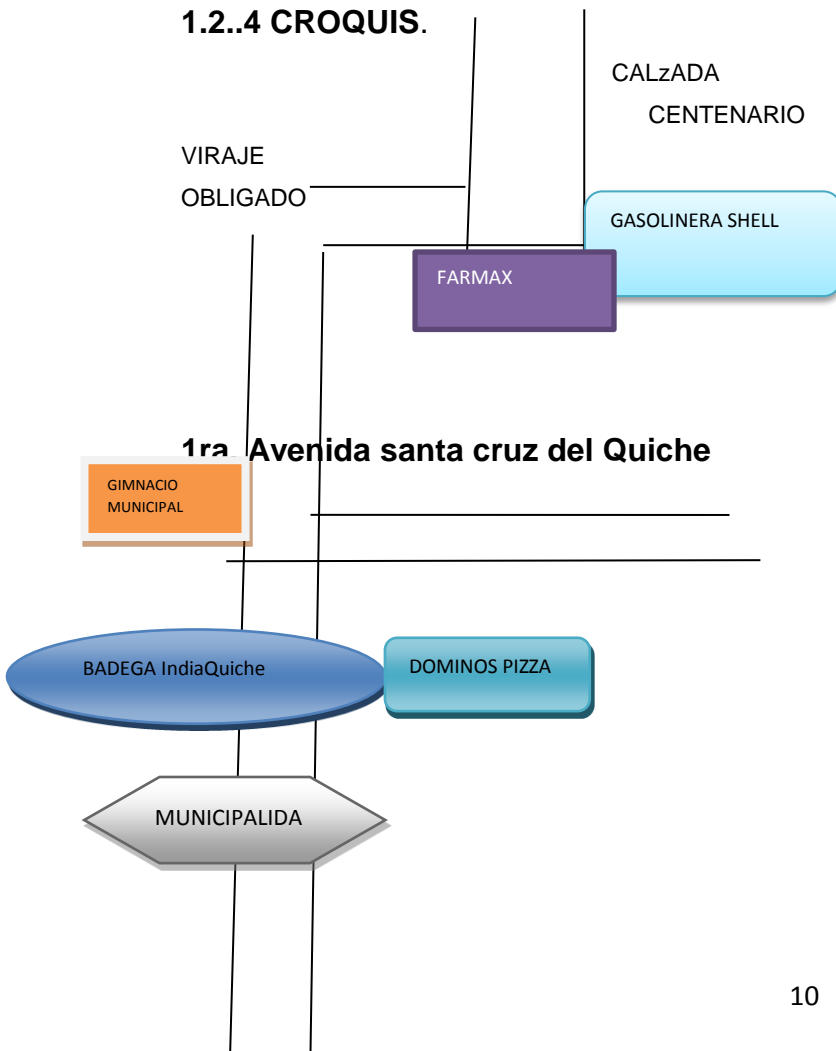 1.2..4 CROQUIS.
CALzADA
CENTENARIO
VIRAJE
OBLIGADO
GASOLINERA SHELL
FARMAX
1ra. Avenida santa cruz del Quiche
GIMNACIO
MUNICIPAL
BADEGA IndiaQuiche
DOMINOS PIZZA
MUNICIPALIDA
10